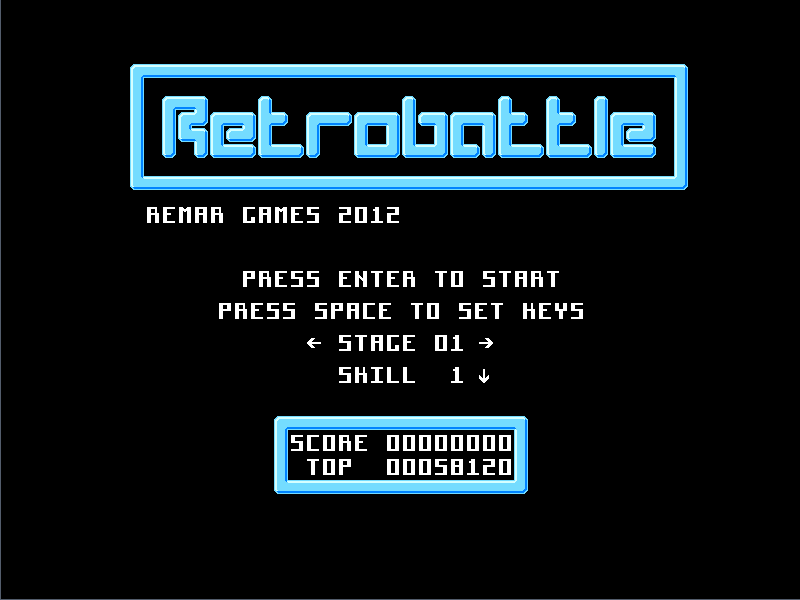 Retrobattle
REMAR GAMES 2012
PRESS ENTER TO START
PRESS SPACE TO SET KEYS
← STAGE 01 →
SKILL 1 ↓
SCORE 00000000
TOP 00058120